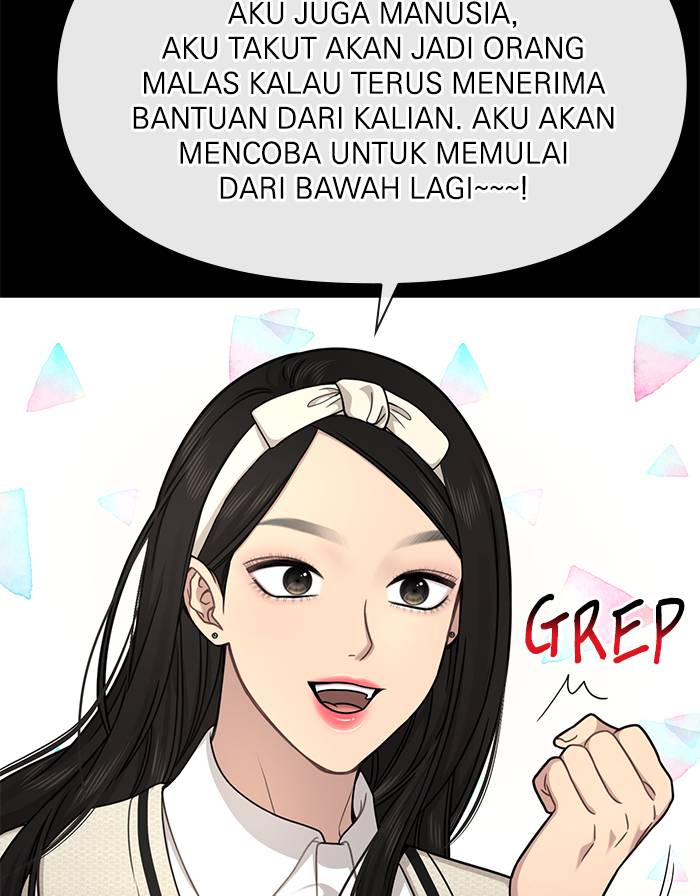 AKU JUGA MANUSIA,
AKU TAKUT AKAN JADI ORANG
MALAS KALAU TERUS MENERIMA
BANTUAN DARI KALIAN. AKU AKAN
MENCOBA UNTUK MEMULAI
DARI BAWAH LAGI~~~!
GREP